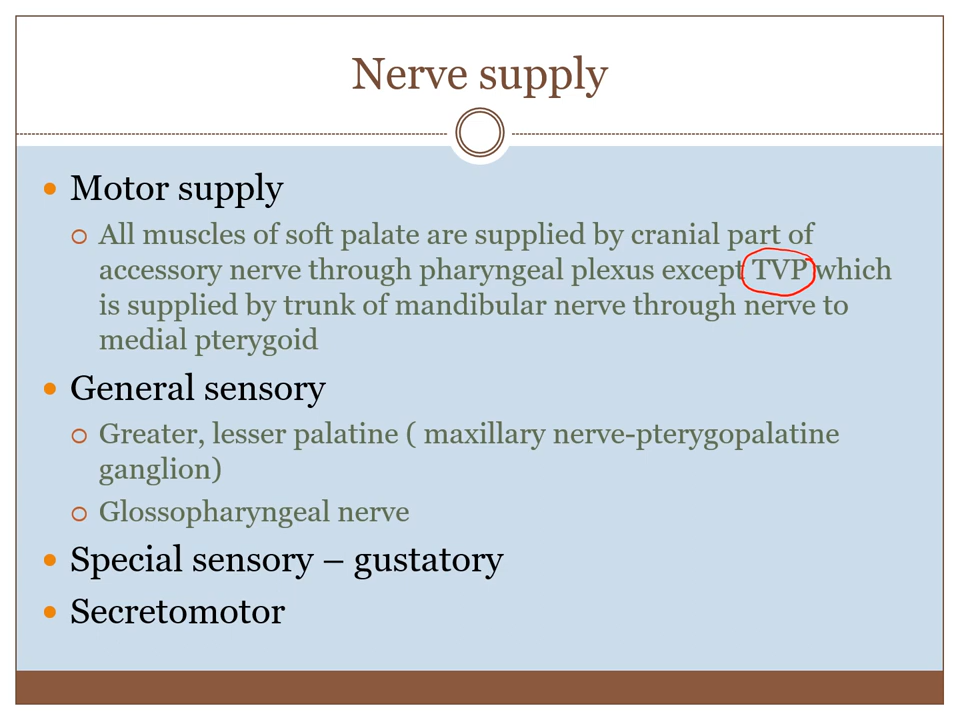 Nerve supply
Motor supply
All muscles of soft palate are supplied by cranial part of
accessory nerve through pharyngeal plexus except TVP which
is supplied by trunk of mandibular nerve through nerve to
medial pterygoid
General sensory
Greater, lesser palatine ( maxillary nerve-pterygopalatine
ganglion)
Glossopharyngeal nerve
Special sensory – gustatory
Secretomotor